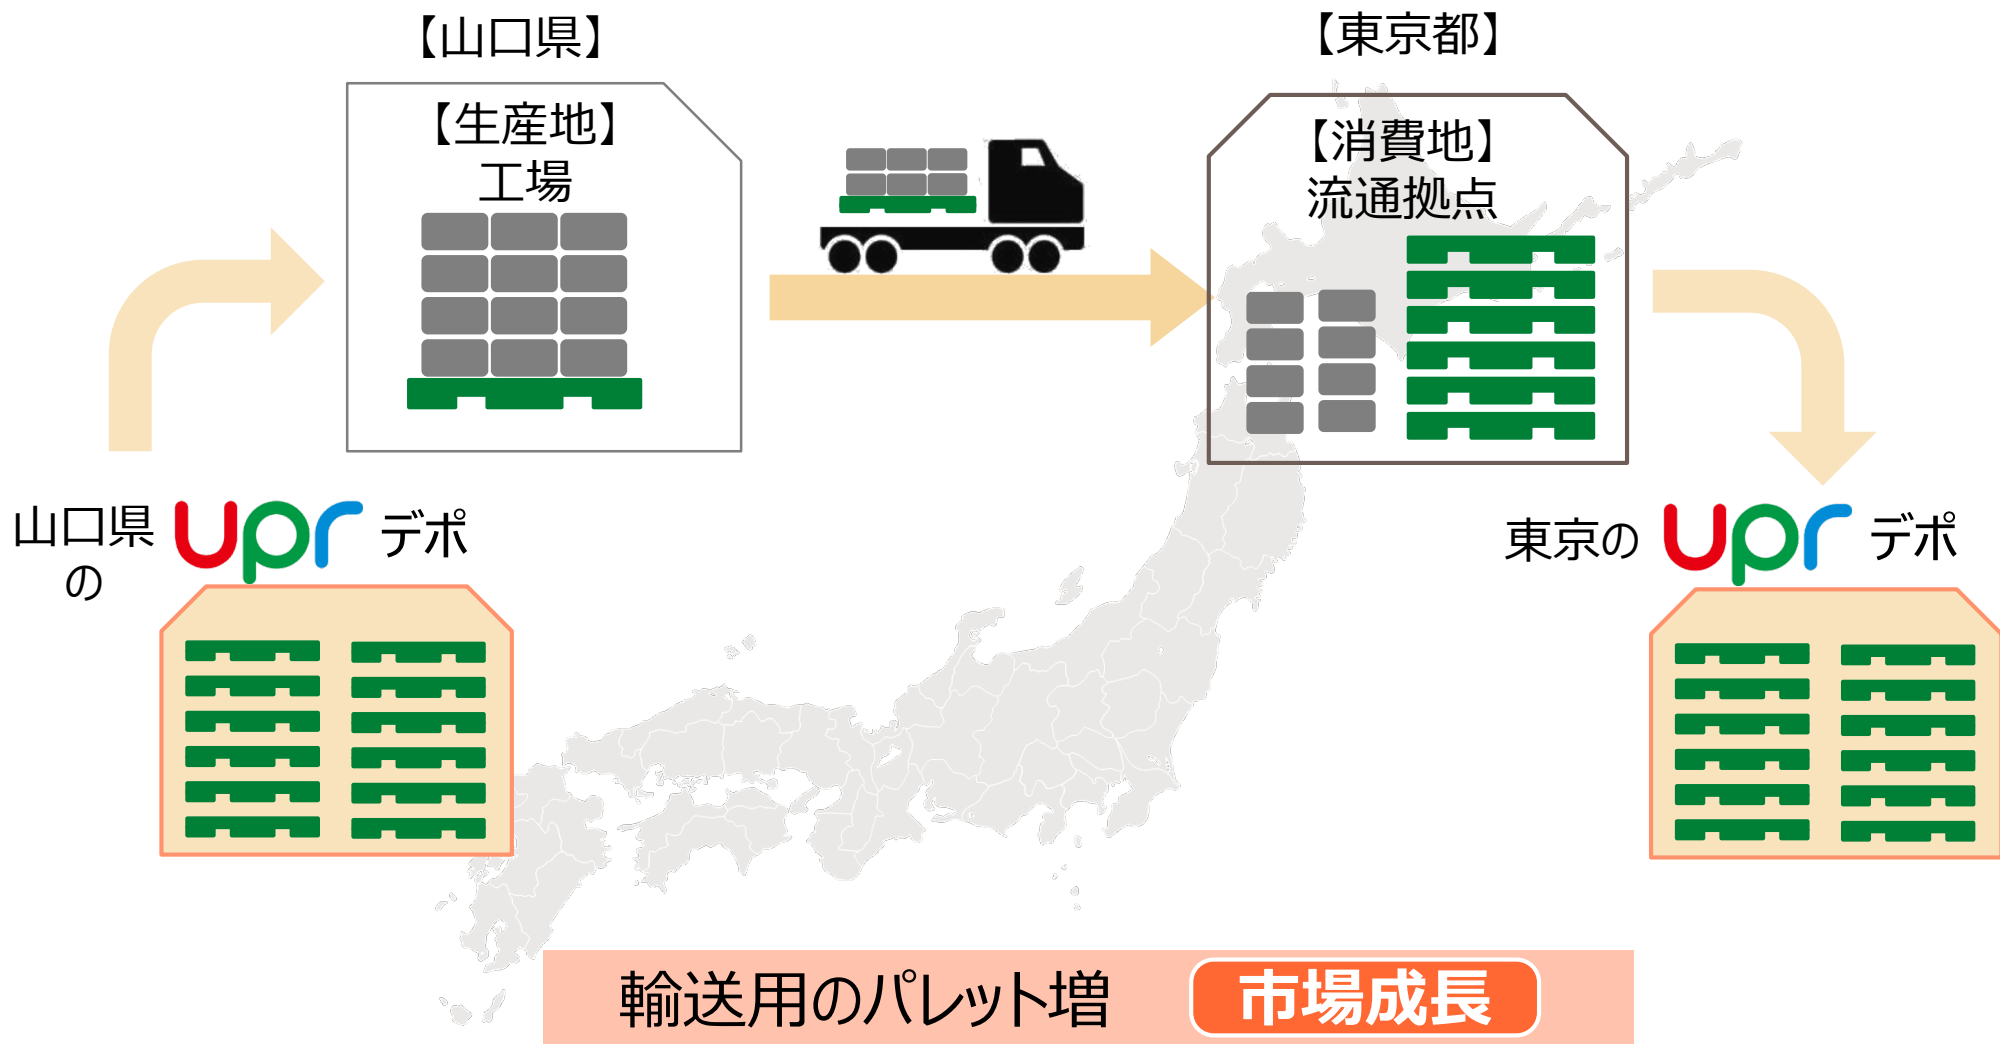 【山口県】
【生産地】
工場
【東京都】
【消費地】
流通拠点
山口県 upr デポ
の
東京の upr デポ
輸送用のパレット増 市場成長